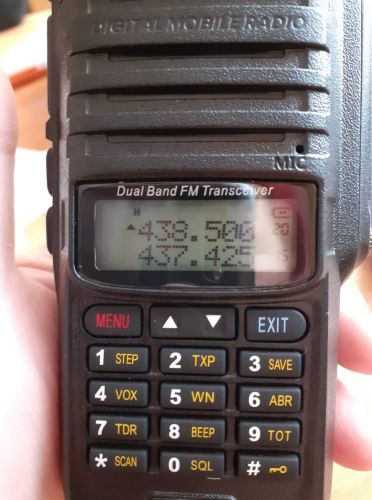 DIGITAL MOBILE RADIO
MIC
Dual Band FM Transceiver
N
▲438.500
437.425
MENU ▲ ▼ EXIT
1 STEP 2 TXP 3 SAVE
4 VOX 5 WN 6 ABR
7 TDR 8 BEEP 9 TOT
* SCAN 0 SQL #